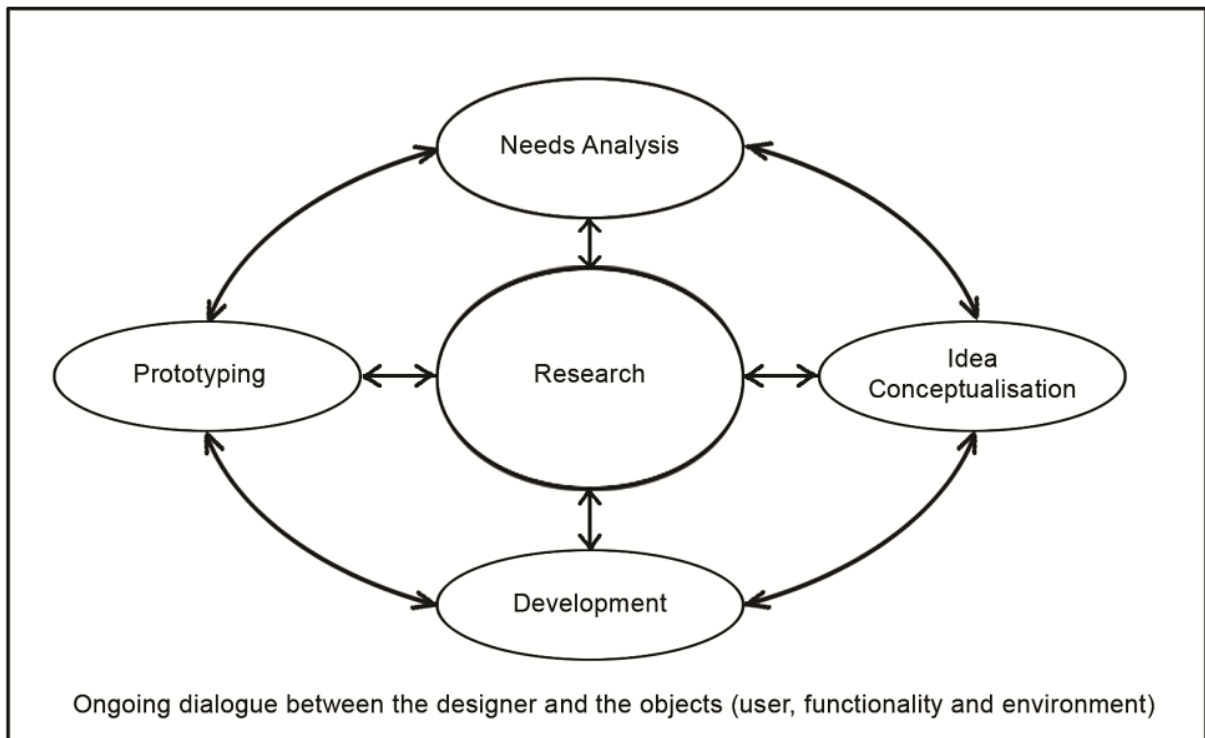 Needs Analysis
Prototyping
Research
Idea
Conceptualisation
Development
Ongoing dialogue between the designer and the objects (user, functionality and environment)